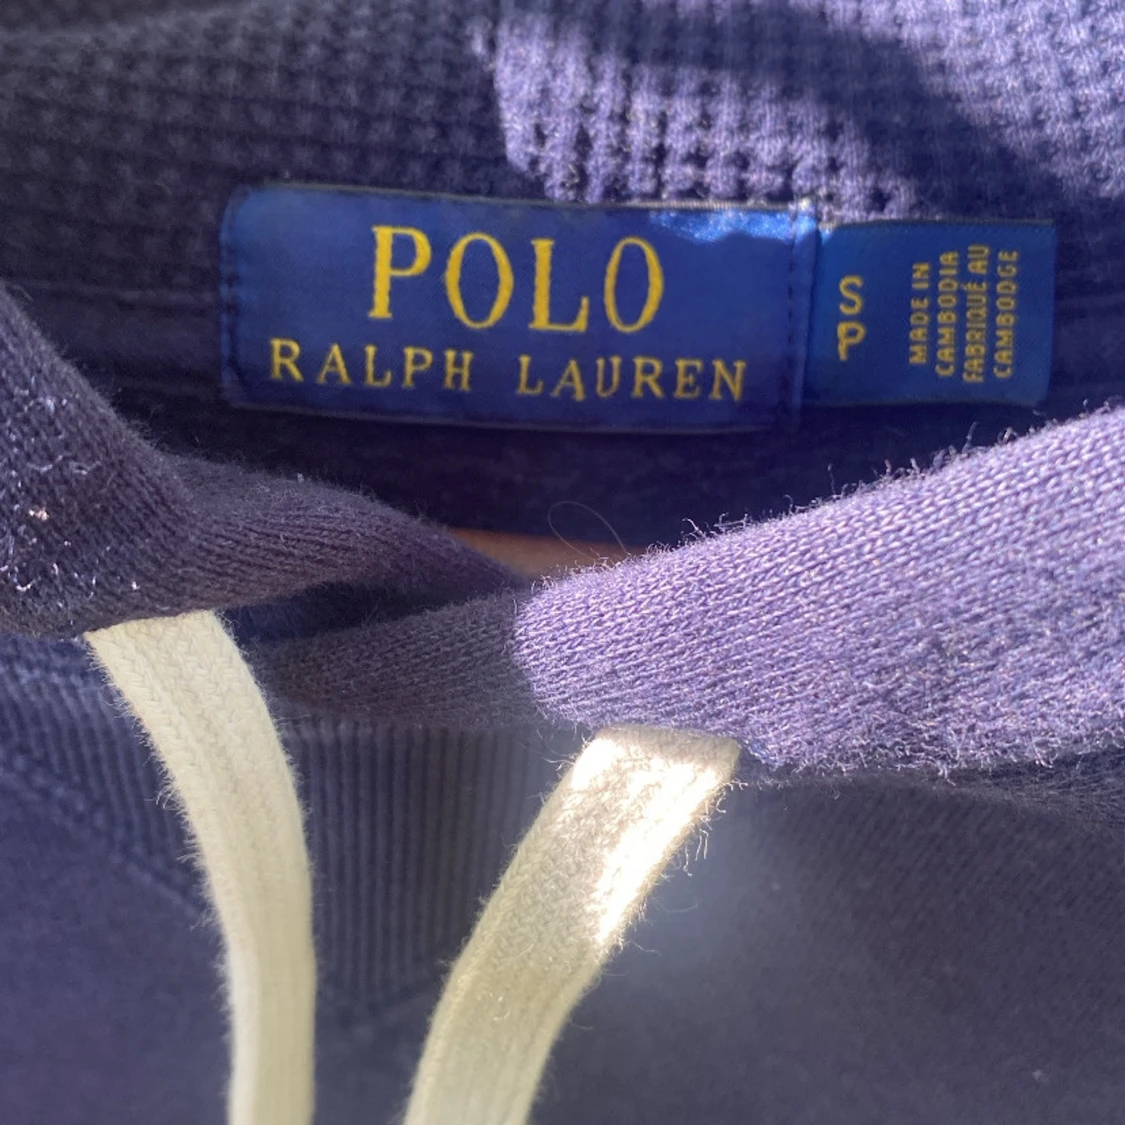 POLO
RALPH LAUREN
S
P
MADE IN
CAMBODIA
FABRIQUÉ AU
CAMBODGE